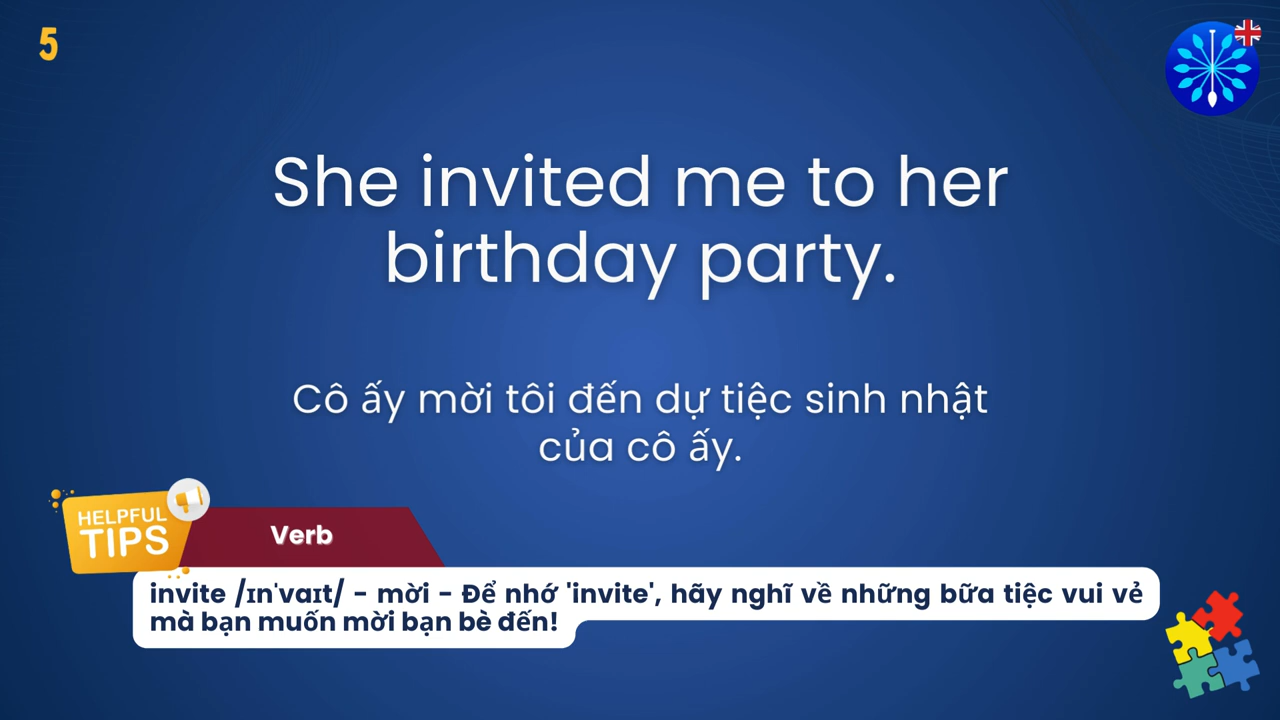 5
She invited me to her
birthday party.
Cô ấy mời tôi đến dự tiệc sinh nhật
của cô ấy.
HELPFUL
TIPS
Verb
invite /ɪnˈvaɪt/ - mời - Để nhớ 'invite', hãy nghĩ về những bữa tiệc vui vẻ
mà bạn muốn mời bạn bè đến!